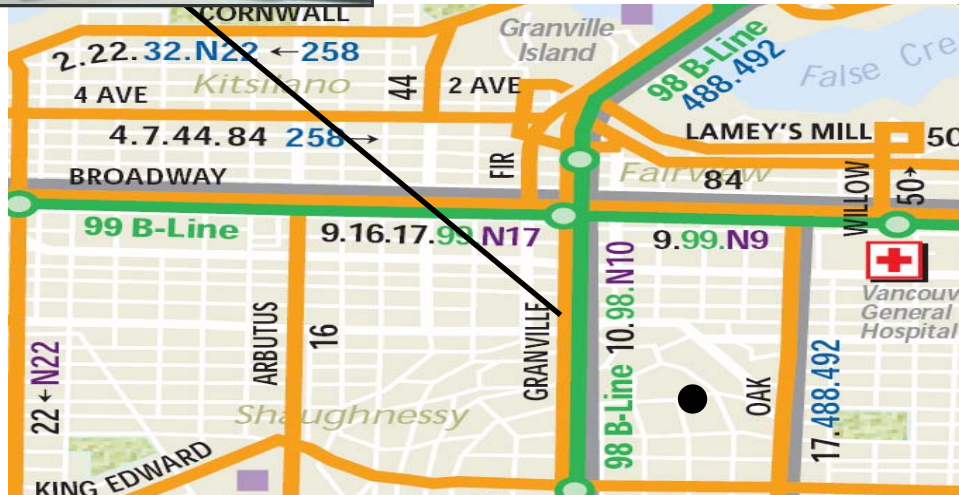 CORNWALL
Granville
Island
2.22.32.N22 ←258
98 B-Line
488.492
False Cre
Kitsilano
44
2 AVE
4 AVE
4.7.44.84 258→
LAMEY'S MILL
50
FIR
Fairview
84
WILLOW
50→
BROADWAY
99 B-Line
9.16.17.99 N17
9.99.N9
Vancouv
General
Hospital
GRANVILLE
98 B-Line 10.98.N10
ARBUTUS
16
22←N22
OAK
17.488.492
Shaughnessy
KING EDWARD